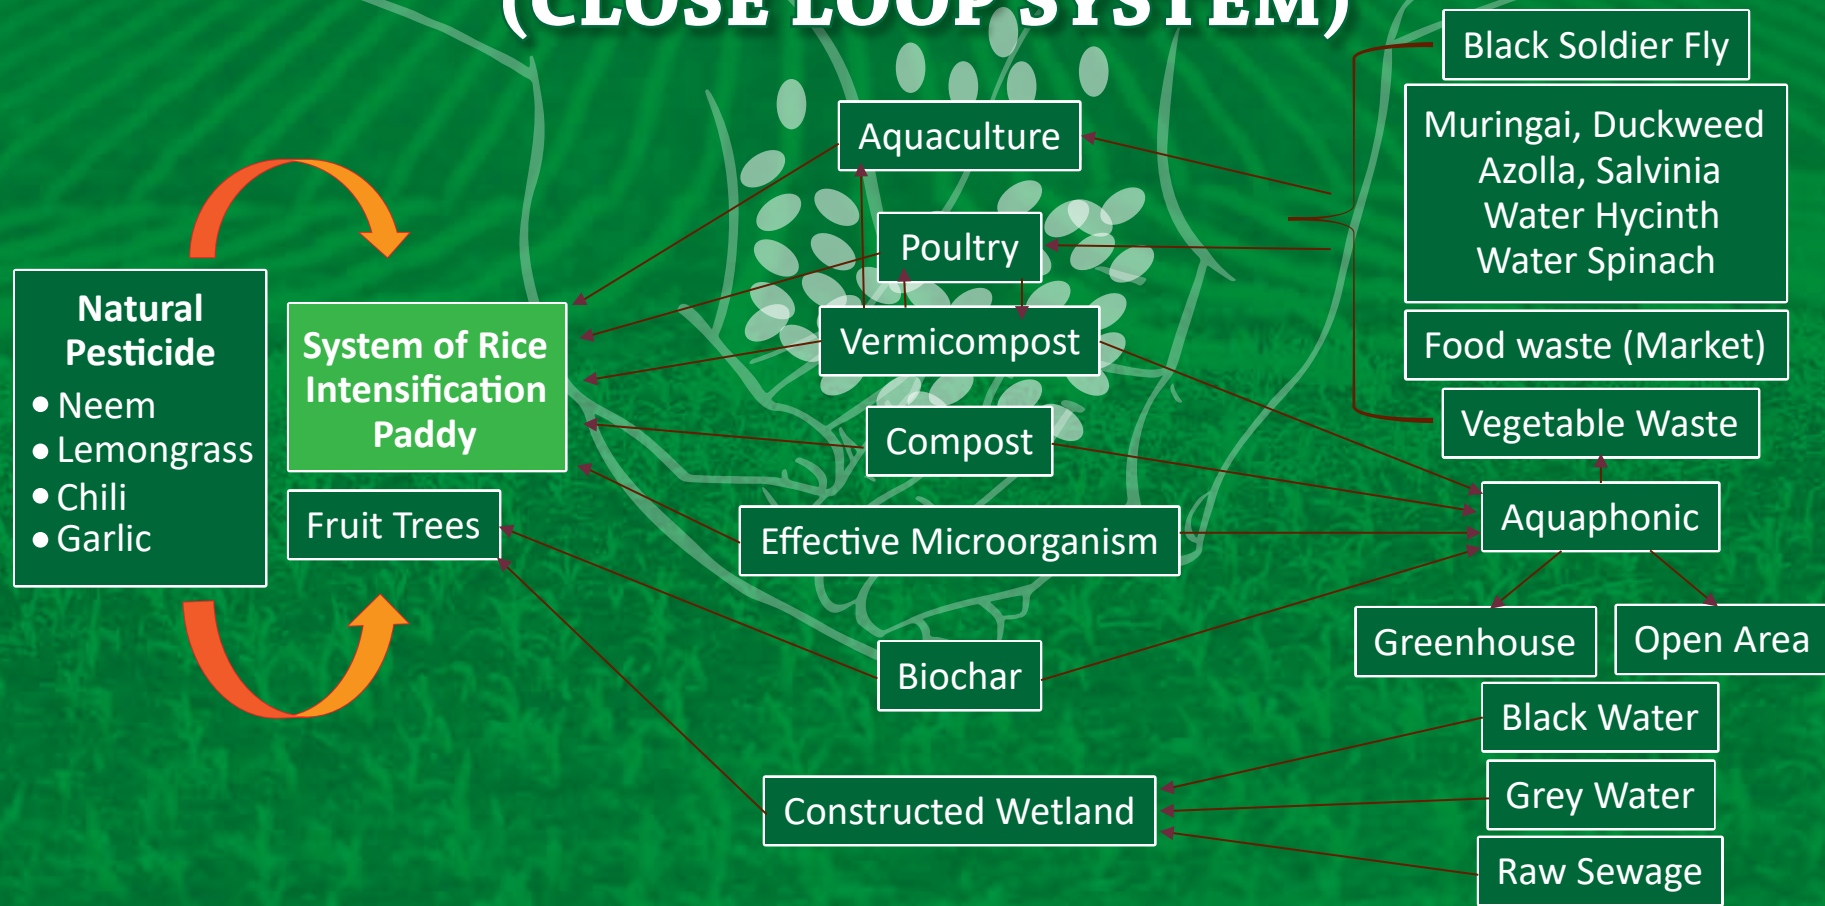 (CLOSE LOOP SYSTEM)
Natural
Pesticide
• Neem
• Lemongrass
• Chili
• Garlic
System of Rice
Intensification
Paddy
Fruit Trees
Aquaculture
Poultry
Vermicompost
Compost
Effective Microorganism
Biochar
Constructed Wetland
Black Soldier Fly
Muringai, Duckweed
Azolla, Salvinia
Water Hycinth
Water Spinach
Food waste (Market)
Vegetable Waste
Aquaphonic
Greenhouse
Open Area
Black Water
Grey Water
Raw Sewage